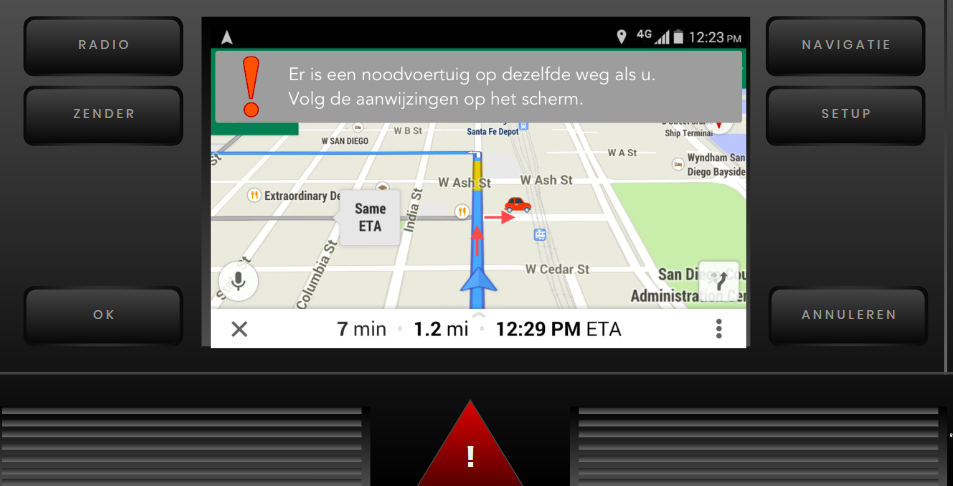 RADIO
NAVIGATIE
4G 12:23 PM
ZENDER
SETUP
Er is een noodvoertuig op dezelfde weg als u.
Volg de aanwijzingen op het scherm.
W B St
Santa Fe Depot
Ship Terminal
W SAN DIEGO
W A St
Wyndham San
Diego Bayside
W Ash St
W Ash St
Extraordinary De
Same
ETA
India St
Columbia St
W Cedar St
San Die
Administra
OK
ANNULEREN
7 min • 1.2 mi • 12:29 PM ETA
!